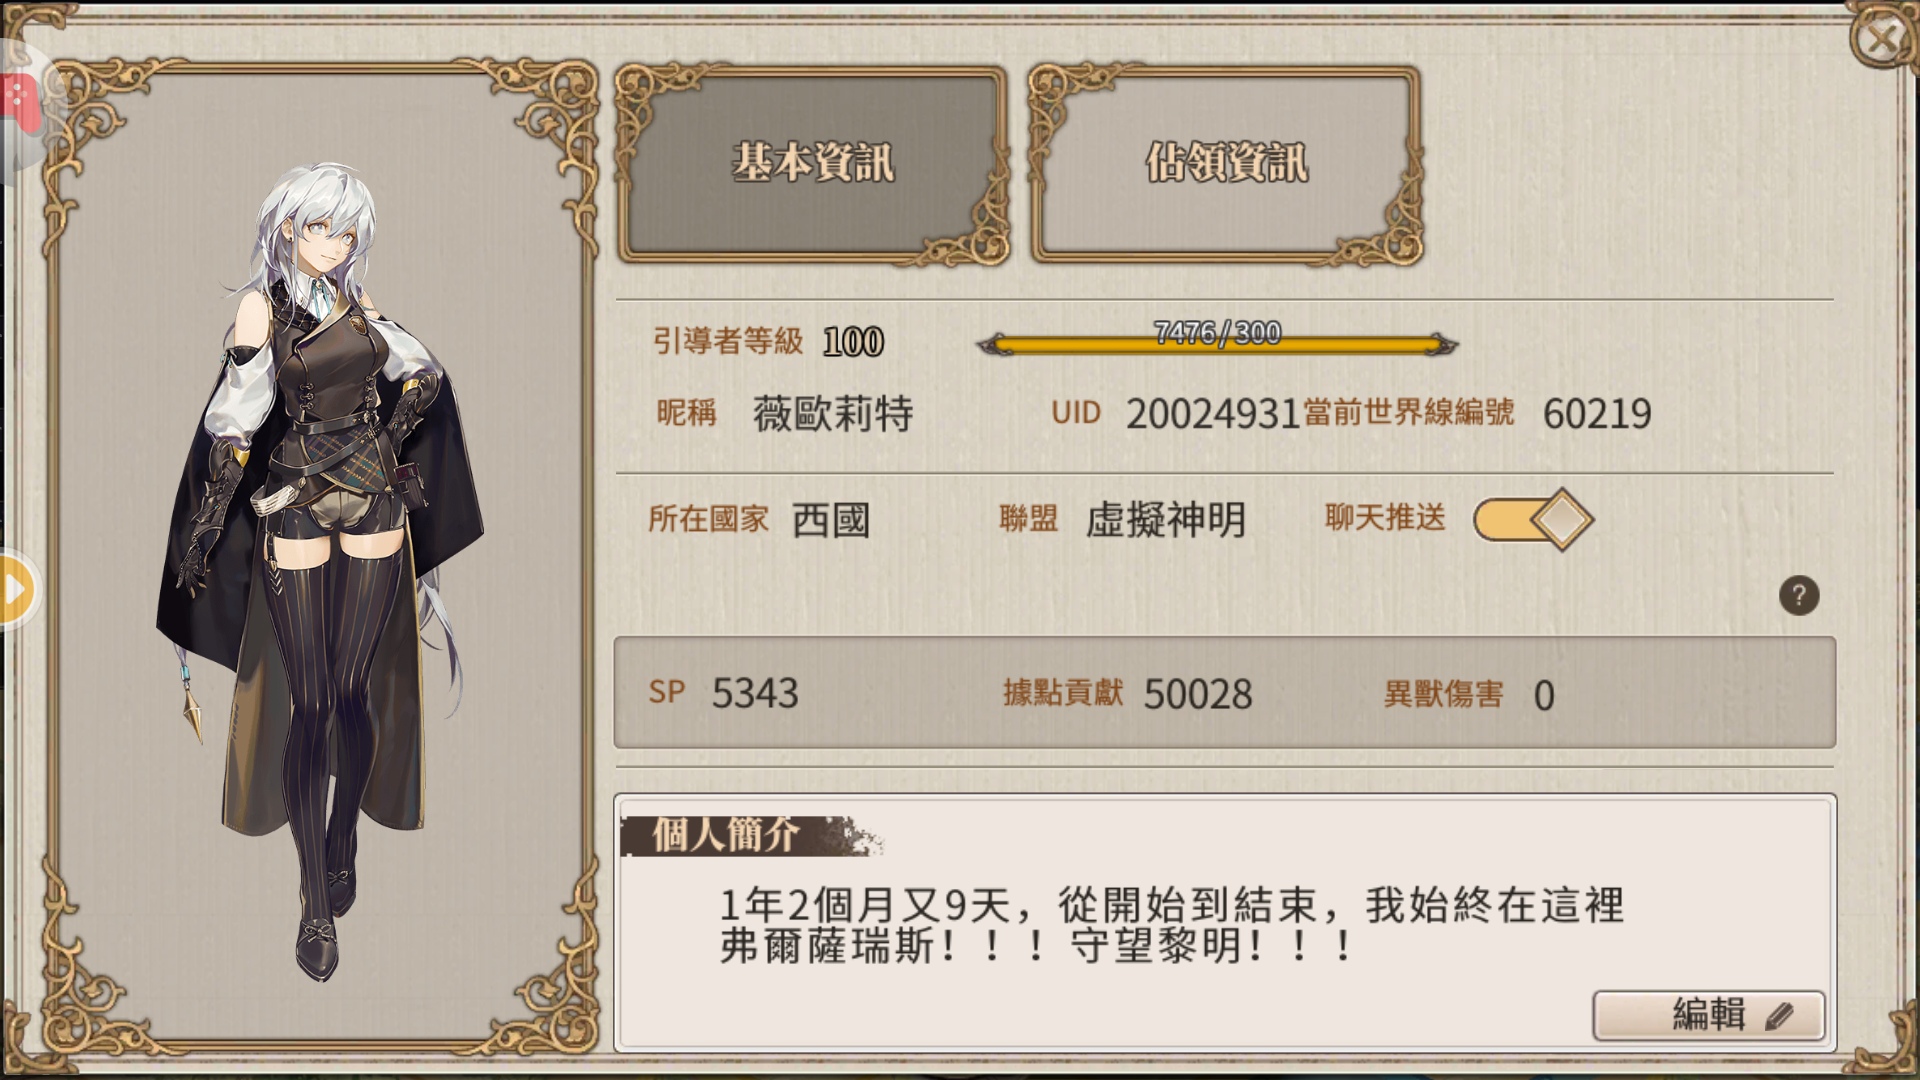 基本資訊
佔領資訊
引導者等級 100
7476/300
昵稱 薇歐莉特
UID 20024931
當前世界線編號 60219
所在國家 西國
聯盟 虛擬神明
聊天推送
?
SP 5343
據點貢獻 50028
異獸傷害 0
個人簡介
1年2個月又9天，從開始到結束，我始終在這裡
弗爾薩瑞斯！！！守望黎明！！！
編輯